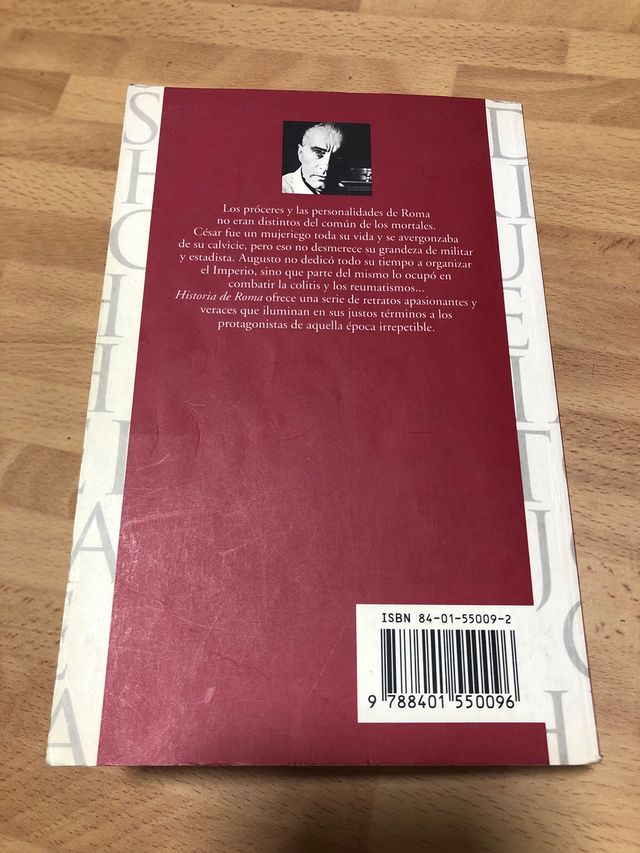 Los próceres y las personalidades de Roma
no eran distintos del común de los mortales.
César fue un mujeriego toda su vida y se avergonzaba
de su calvicie, pero eso no desmerece su grandeza de militar
y estadista. Augusto no dedicó todo su tiempo a organizar
el Imperio, sino que parte del mismo lo ocupó en
combatir la colitis y los reumatismos...
Historia de Roma ofrece una serie de retratos apasionantes y
veraces que iluminan en sus justos términos a los
protagonistas de aquella época irrepetible.
ISBN 84-01-55009-2
9 788401 550096